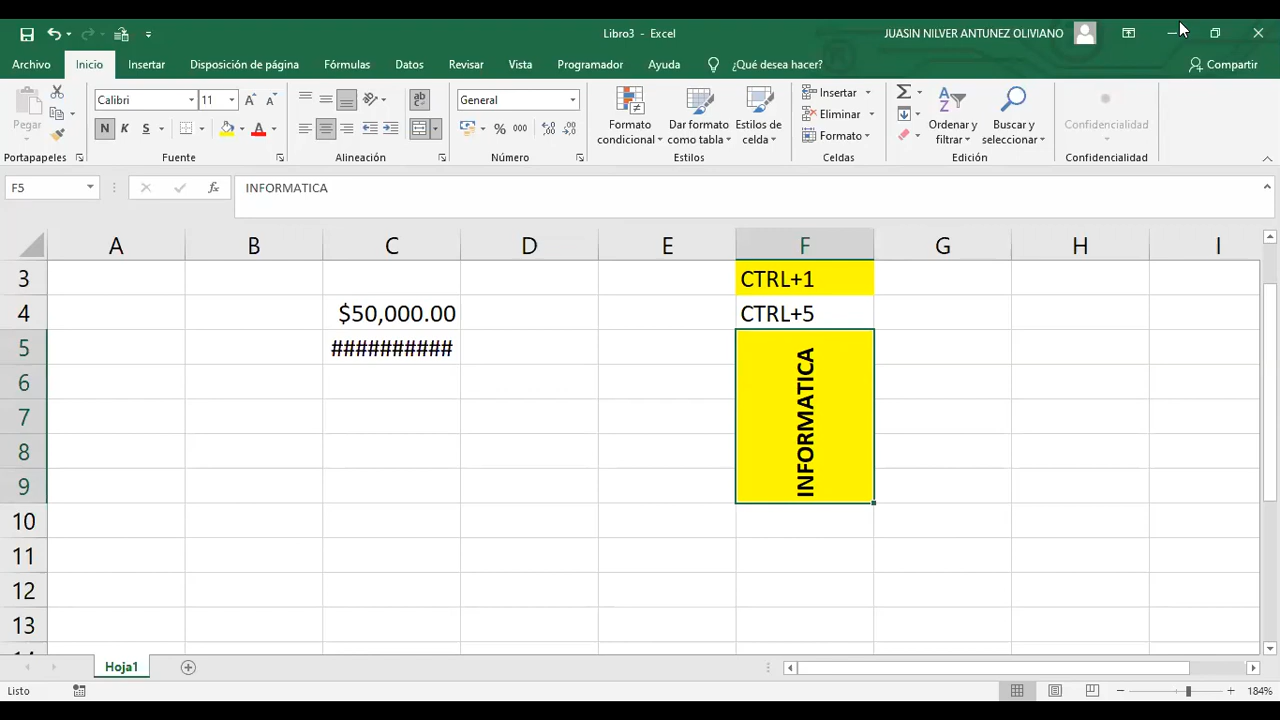 Libro3 - Excel
JUASIN NILVER ANTUNEZ OLIVIANO
Archivo Inicio Insertar Disposición de página Fórmulas Datos Revisar Vista Programador Ayuda ¿Qué desea hacer? Compartir
Pegar
Calibri 11
N K S
General
% 000
Formato condicional
Dar formato como tabla
Estilos de celda
Insertar
Eliminar
Formato
Ordenar y filtrar
Buscar y seleccionar
Confidencialidad
Portapapeles Fuente Alineación Número Estilos Celdas Edición Confidencialidad
F5 fx INFORMATICA
A B C D E F G H I
3 CTRL+1
4 $50,000.00 CTRL+5
5 ##########
INFORMATICA
6
7
8
9
10
11
12
13
Hoja1
Listo 184%